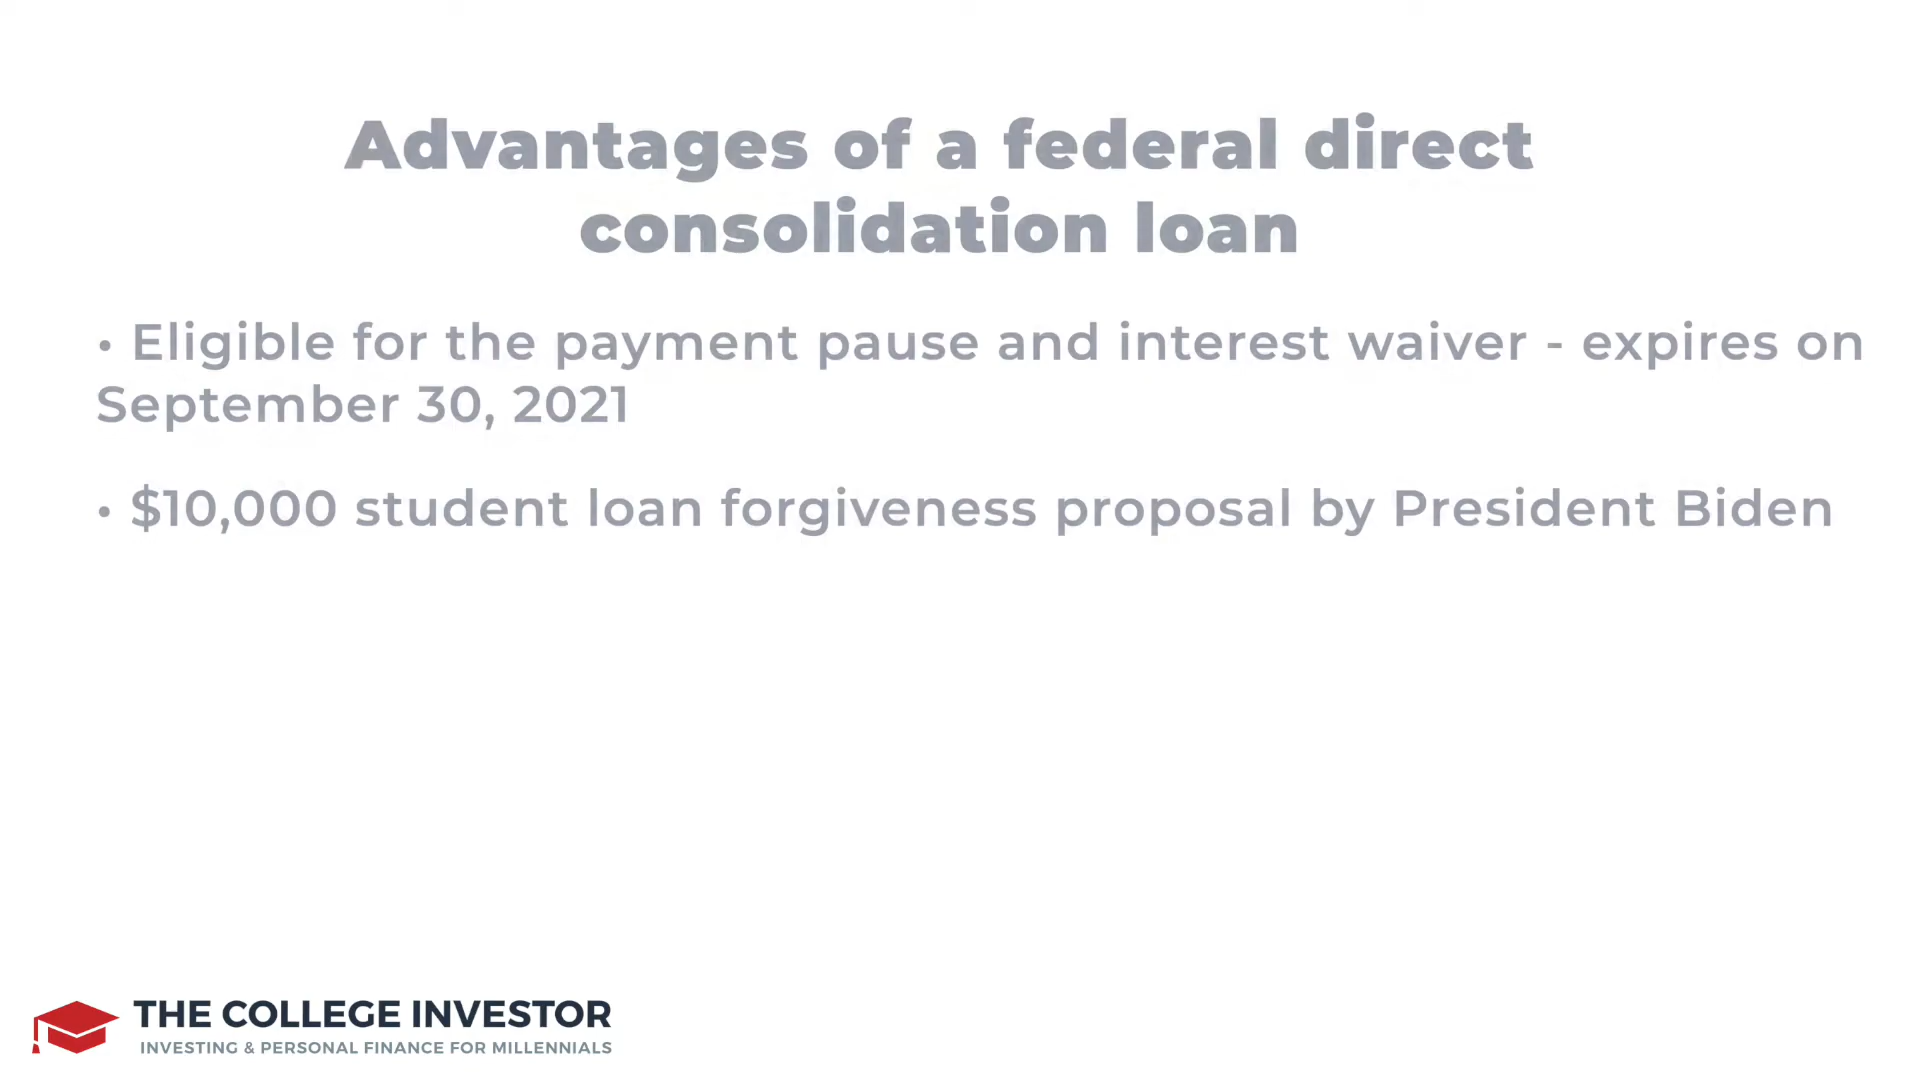 Advantages of a federal direct
consolidation loan
• Eligible for the payment pause and interest waiver - expires on
September 30, 2021
• $10,000 student loan forgiveness proposal by President Biden
THE COLLEGE INVESTOR
INVESTING & PERSONAL FINANCE FOR MILLENNIALS